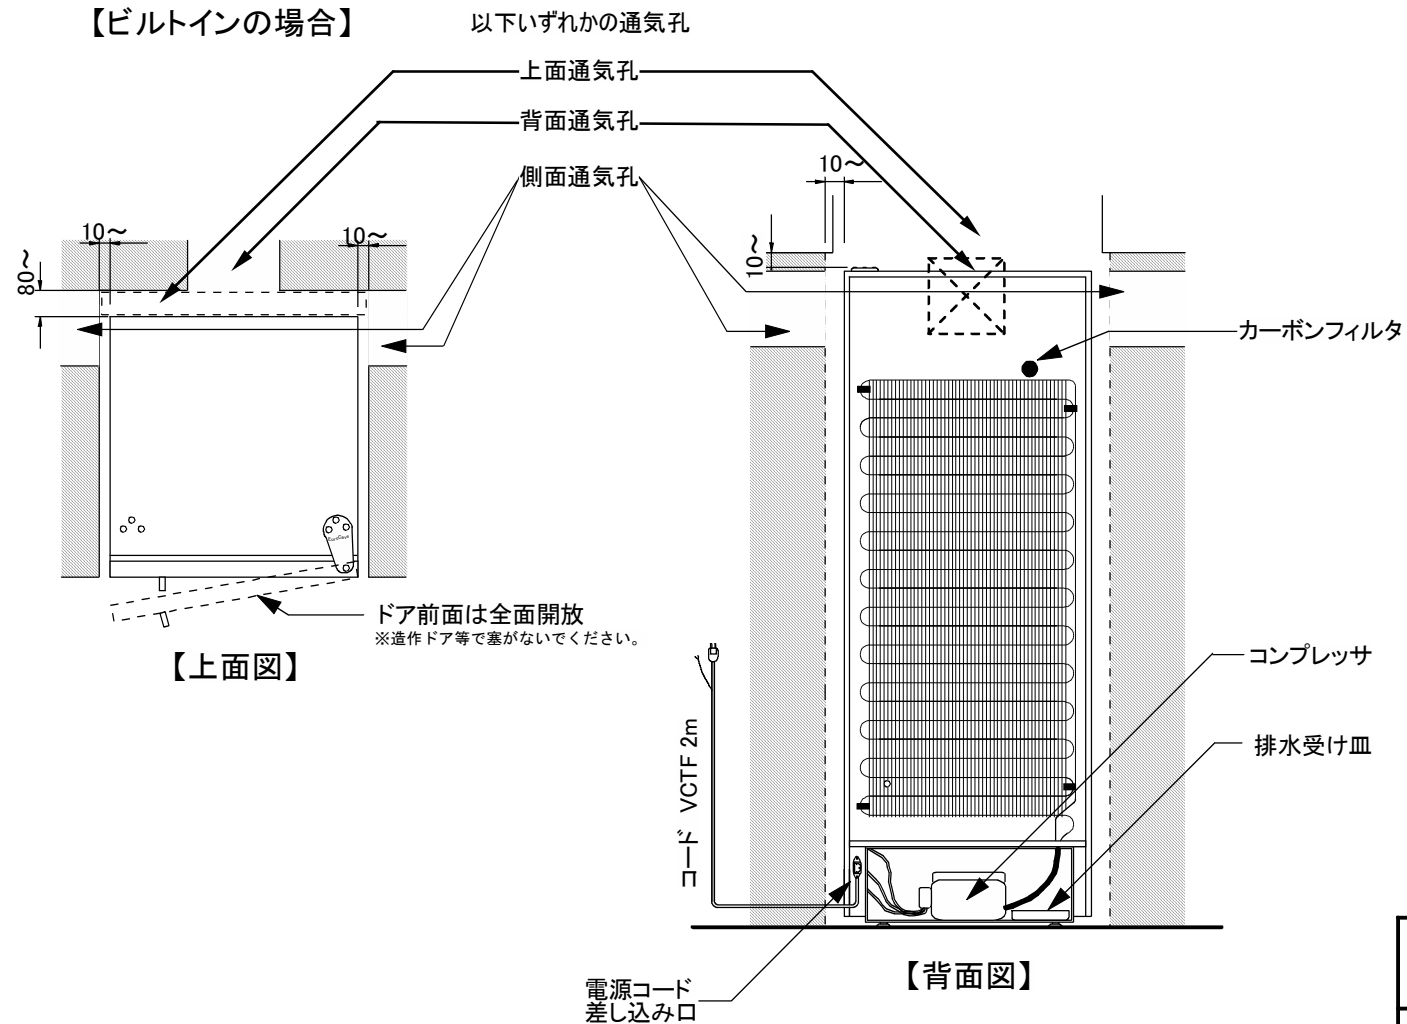 【ビルトインの場合】
以下いずれかの通気孔
上面通気孔
背面通気孔
側面通気孔
10～
10～
80～
10～
10～
カーボンフィルタ
EuroCave
ドア前面は全面開放
※造作ドア等で塞がないでください。
【上面図】
コード VCTF 2m
コンプレッサ
排水受け皿
【背面図】
電源コード
差し込み口